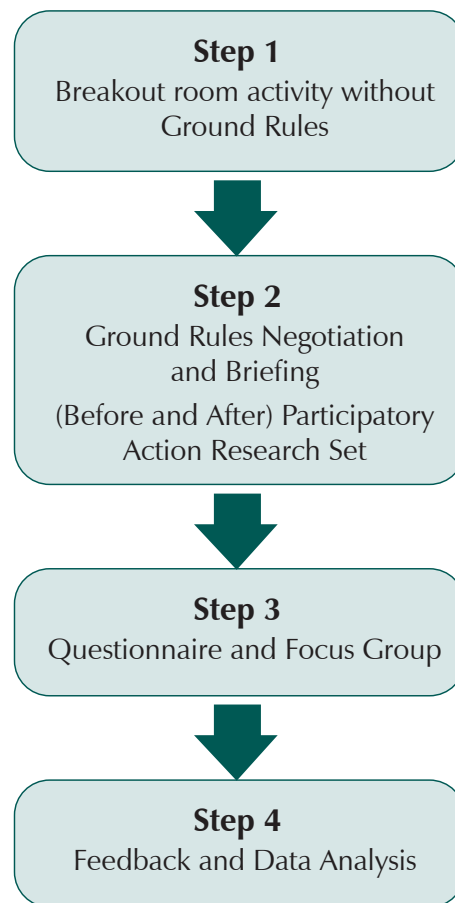 Step 1
Breakout room activity without
Ground Rules
Step 2
Ground Rules Negotiation
and Briefing
(Before and After) Participatory
Action Research Set
Step 3
Questionnaire and Focus Group
Step 4
Feedback and Data Analysis